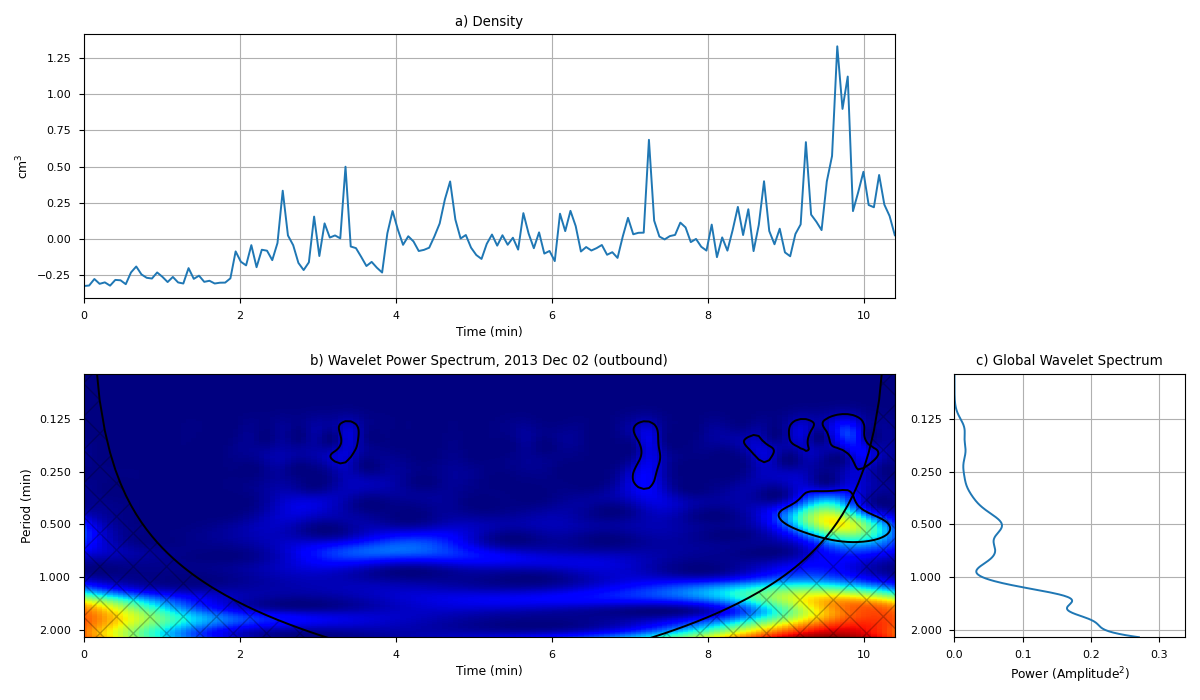 a) Density
cm³
1.25
1.00
0.75
0.50
0.25
0.00
−0.25
0 2 4 6 8 10
Time (min)
b) Wavelet Power Spectrum, 2013 Dec 02 (outbound)
Period (min)
0.125
0.250
0.500
1.000
2.000
0 2 4 6 8 10
Time (min)
c) Global Wavelet Spectrum
0.125
0.250
0.500
1.000
2.000
0.0 0.1 0.2 0.3
Power (Amplitude²)